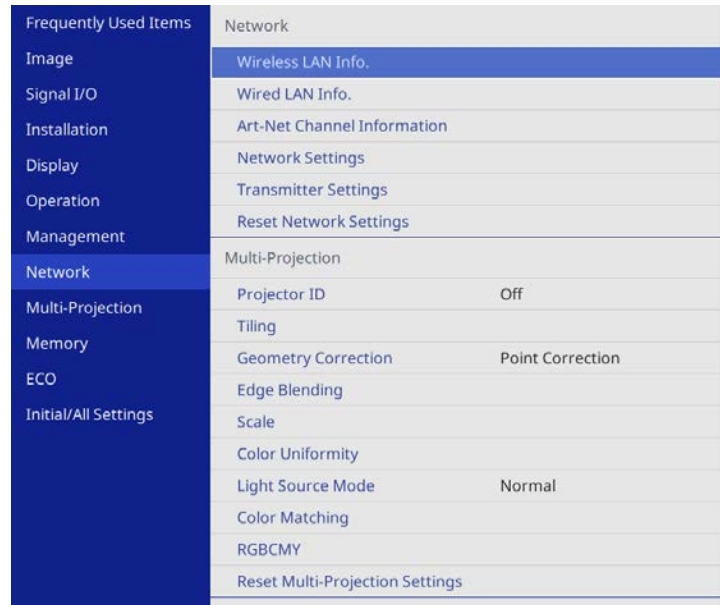 Frequently Used Items
Image
Signal I/O
Installation
Display
Operation
Management
Network
Multi-Projection
Memory
ECO
Initial/All Settings
Network
Wireless LAN Info.
Wired LAN Info.
Art-Net Channel Information
Network Settings
Transmitter Settings
Reset Network Settings
Multi-Projection
Projector ID Off
Tiling
Geometry Correction Point Correction
Edge Blending
Scale
Color Uniformity
Light Source Mode Normal
Color Matching
RGBCMY
Reset Multi-Projection Settings